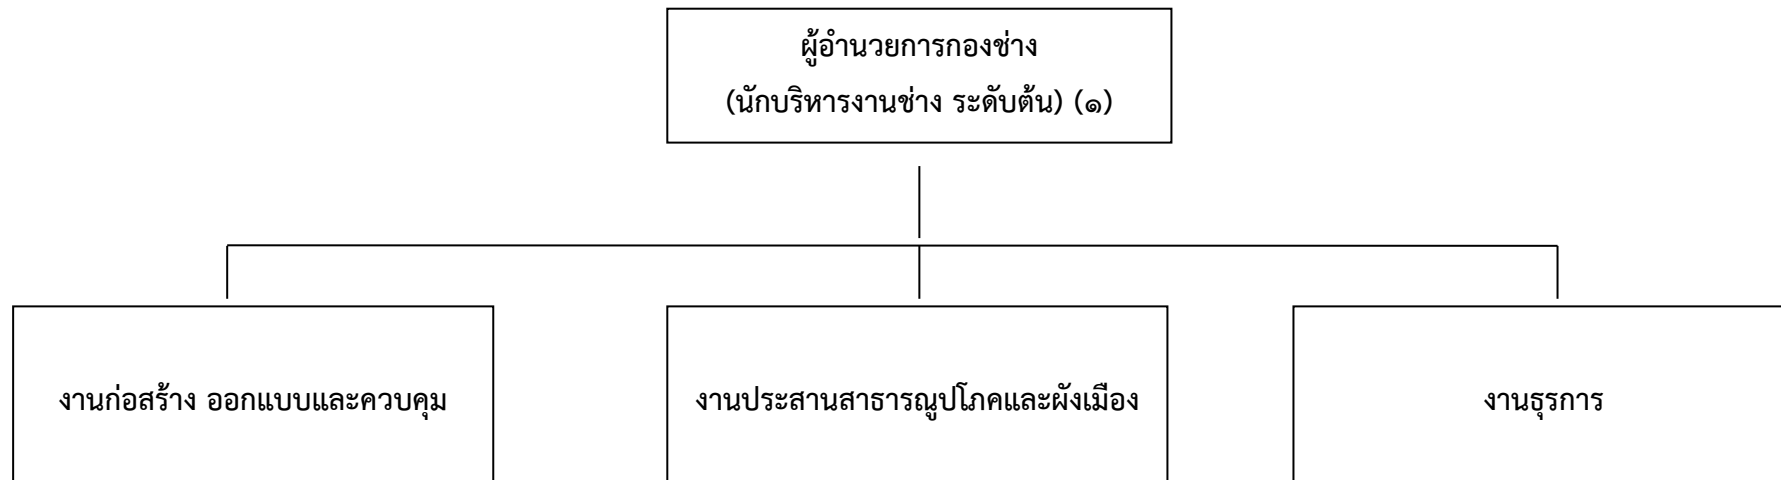 ผู้อำนวยการกองช่าง
(นักบริหารงานช่าง ระดับต้น) (๑)
งานก่อสร้าง ออกแบบและควบคุม
งานประสานสาธารณูปโภคและผังเมือง
งานธุรการ